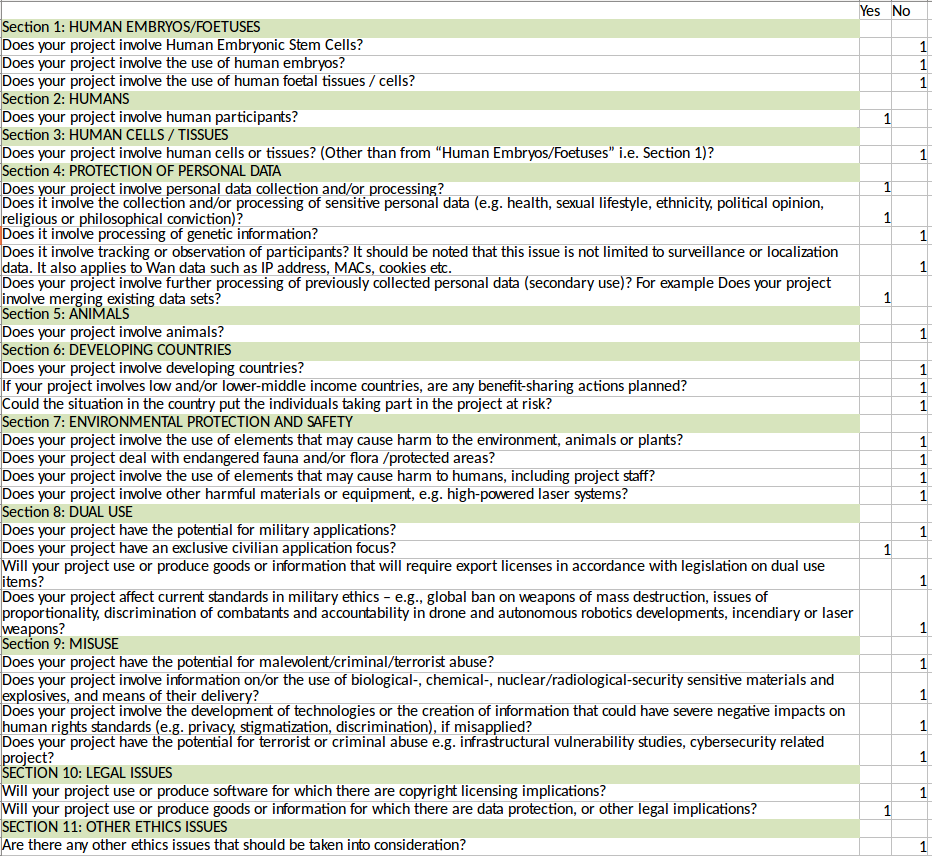 Yes No
Section 1: HUMAN EMBRYOS/FOETUSES
Does your project involve Human Embryonic Stem Cells? 1
Does your project involve the use of human embryos? 1
Does your project involve the use of human foetal tissues / cells? 1
Section 2: HUMANS
Does your project involve human participants? 1
Section 3: HUMAN CELLS / TISSUES
Does your project involve human cells or tissues? (Other than from “Human Embryos/Foetuses” i.e. Section 1)? 1
Section 4: PROTECTION OF PERSONAL DATA
Does your project involve personal data collection and/or processing? 1
Does it involve the collection and/or processing of sensitive personal data (e.g. health, sexual lifestyle, ethnicity, political opinion,
religious or philosophical conviction)? 1
Does it involve processing of genetic information? 1
Does it involve tracking or observation of participants? It should be noted that this issue is not limited to surveillance or localization
data. It also applies to Wan data such as IP address, MACs, cookies etc. 1
Does your project involve further processing of previously collected personal data (secondary use)? For example Does your project
involve merging existing data sets? 1
Section 5: ANIMALS
Does your project involve animals? 1
Section 6: DEVELOPING COUNTRIES
Does your project involve developing countries? 1
If your project involves low and/or lower-middle income countries, are any benefit-sharing actions planned? 1
Could the situation in the country put the individuals taking part in the project at risk? 1
Section 7: ENVIRONMENTAL PROTECTION AND SAFETY
Does your project involve the use of elements that may cause harm to the environment, animals or plants? 1
Does your project deal with endangered fauna and/or flora /protected areas? 1
Does your project involve the use of elements that may cause harm to humans, including project staff? 1
Does your project involve other harmful materials or equipment, e.g. high-powered laser systems? 1
Section 8: DUAL USE
Does your project have the potential for military applications? 1
Does your project have an exclusive civilian application focus? 1
Will your project use or produce goods or information that will require export licenses in accordance with legislation on dual use
items? 1
Does your project affect current standards in military ethics – e.g., global ban on weapons of mass destruction, issues of
proportionality, discrimination of combatants and accountability in drone and autonomous robotics developments, incendiary or laser
weapons? 1
Section 9: MISUSE
Does your project have the potential for malevolent/criminal/terrorist abuse? 1
Does your project involve information on/or the use of biological-, chemical-, nuclear/radiological-security sensitive materials and
explosives, and means of their delivery? 1
Does your project involve the development of technologies or the creation of information that could have severe negative impacts on
human rights standards (e.g. privacy, stigmatization, discrimination), if misapplied? 1
Does your project have the potential for terrorist or criminal abuse e.g. infrastructural vulnerability studies, cybersecurity related
project? 1
SECTION 10: LEGAL ISSUES
Will your project use or produce software for which there are copyright licensing implications? 1
Will your project use or produce goods or information for which there are data protection, or other legal implications? 1
SECTION 11: OTHER ETHICS ISSUES
Are there any other ethics issues that should be taken into consideration? 1